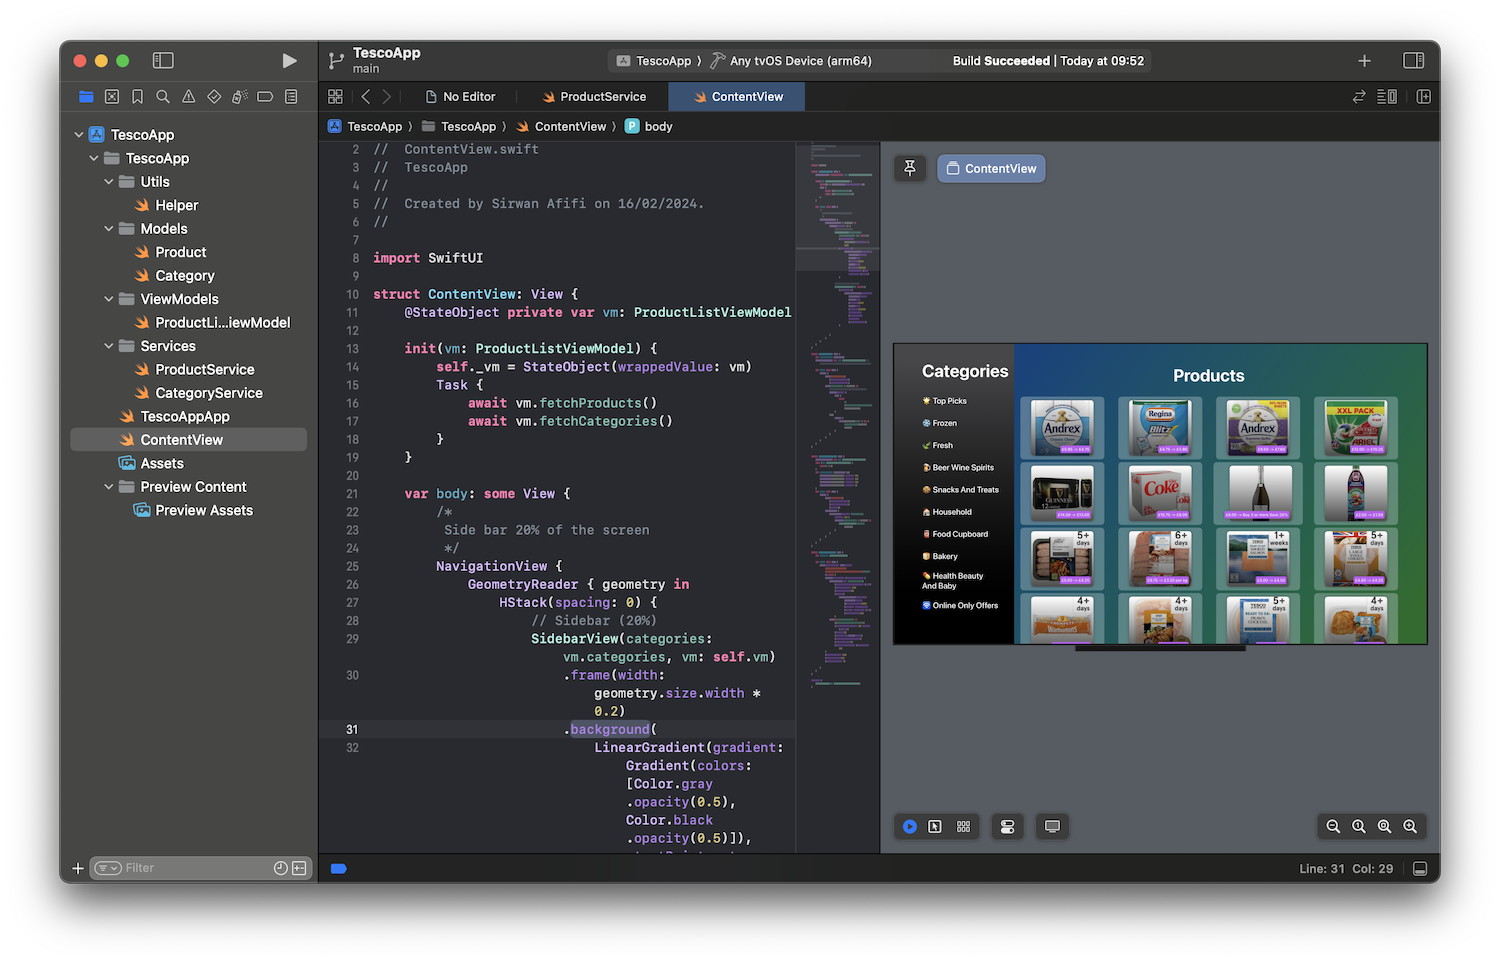 TescoApp
main
TescoApp
Any tvOS Device (arm64)
Build Succeeded | Today at 09:52
No Editor
ProductService
ContentView
TescoApp
TescoApp
ContentView
P body
TescoApp
TescoApp
Utils
Helper
Models
Product
Category
ViewModels
ProductLi...iewModel
Services
ProductService
CategoryService
TescoAppApp
ContentView
Assets
Preview Content
Preview Assets
Filter
2 // ContentView.swift
3 // TescoApp
4 //
5 // Created by Sirwan Afifi on 16/02/2024.
6 //
7
8 import SwiftUI
9
10 struct ContentView: View {
11 @StateObject private var vm: ProductListViewModel
12
13 init(vm: ProductListViewModel) {
14 self._vm = StateObject(wrappedValue: vm)
15 Task {
16 await vm.fetchProducts()
17 await vm.fetchCategories()
18 }
19 }
20
21 var body: some View {
22 /*
23 Side bar 20% of the screen
24 */
25 NavigationView {
26 GeometryReader { geometry in
27 HStack(spacing: 0) {
28 // Sidebar (20%)
29 SidebarView(categories:
vm.categories, vm: self.vm)
30 .frame(width:
geometry.size.width *
0.2)
31 .background(
32 LinearGradient(gradient:
Gradient(colors:
[Color.gray
.opacity(0.5),
Color.black
.opacity(0.5)]),
ContentView
Categories
Top Picks
Frozen
Fresh
Beer Wine Spirits
Snacks And Treats
Household
Food Cupboard
Bakery
Health Beauty
And Baby
Online Only Offers
Products
Andrex
Regina
Blitz
Andrex
XXL PACK
ARIEL
GUINNESS
Coke
5+
days
6+
days
1+
weeks
5+
days
4+
days
4+
days
TESCO
5+
days
4+
days
Line: 31 Col: 29